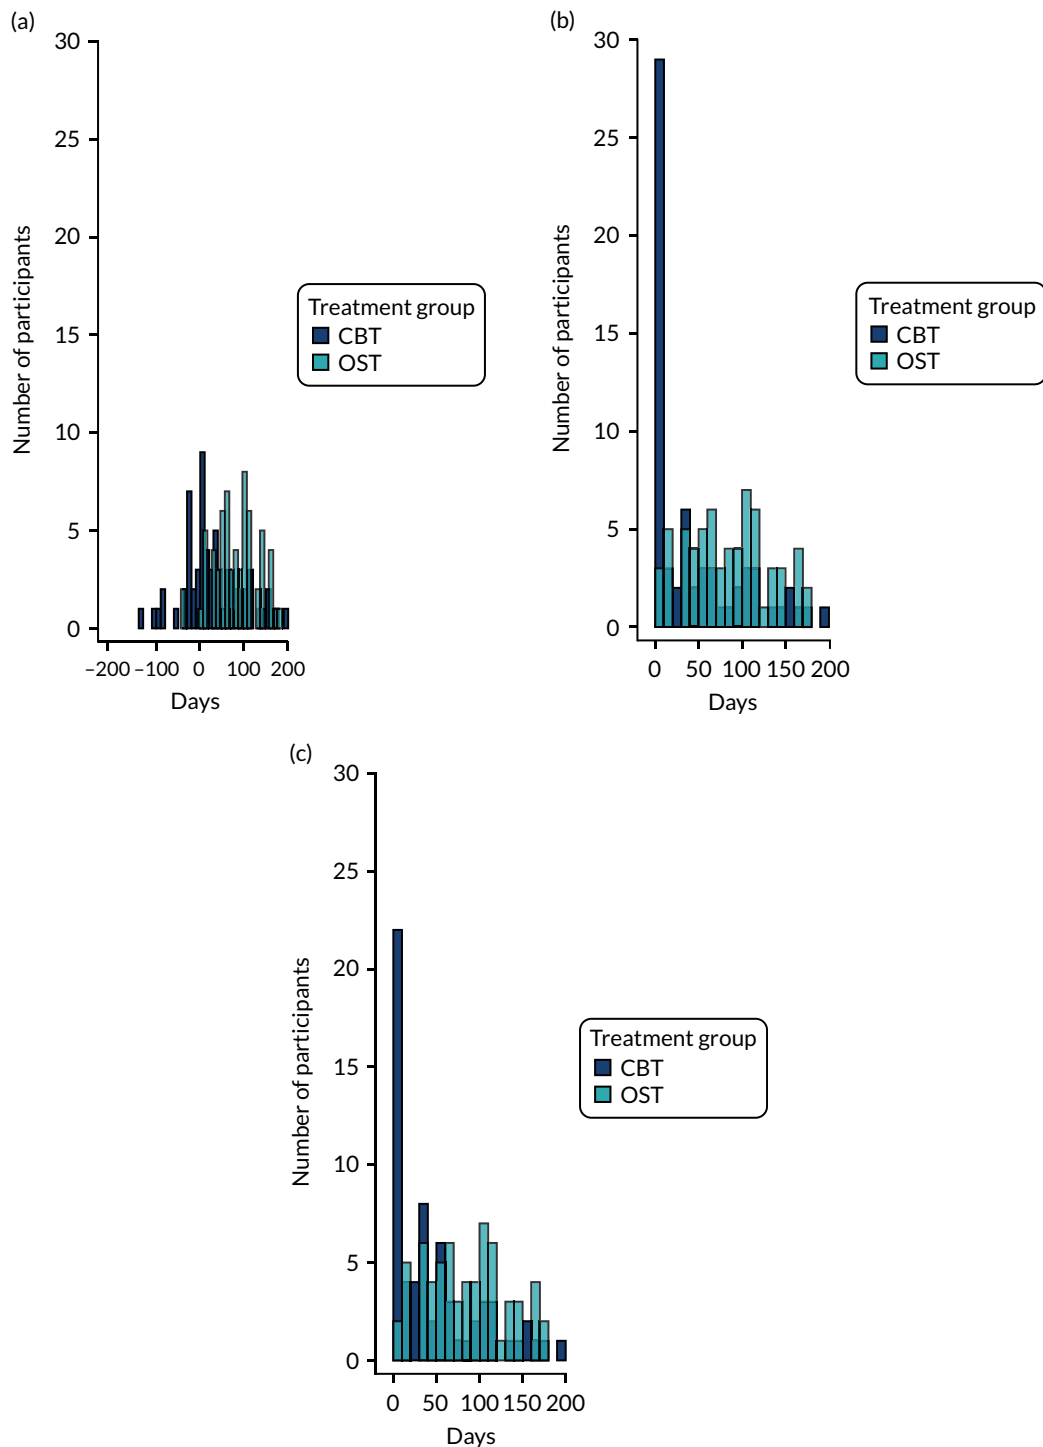 (a)
30
25
20
15
10
5
0
Number of participants
−200 −100 0 100 200
Days
Treatment group
CBT
OST
(b)
30
25
20
15
10
5
0
Number of participants
0 50 100 150 200
Days
Treatment group
CBT
OST
(c)
30
25
20
15
10
5
0
Number of participants
0 50 100 150 200
Days
Treatment group
CBT
OST